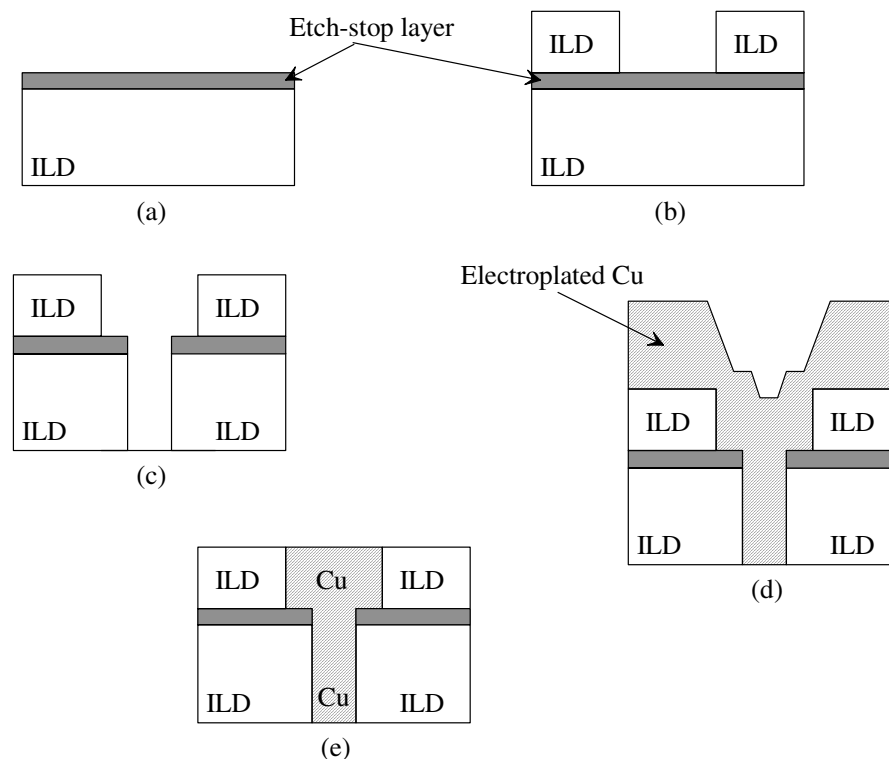 Etch-stop layer
ILD ILD
ILD
ILD
(a)
(b)
Electroplated Cu
ILD ILD
ILD ILD
(c)
ILD ILD
ILD ILD
(d)
ILD Cu ILD
ILD Cu ILD
(e)